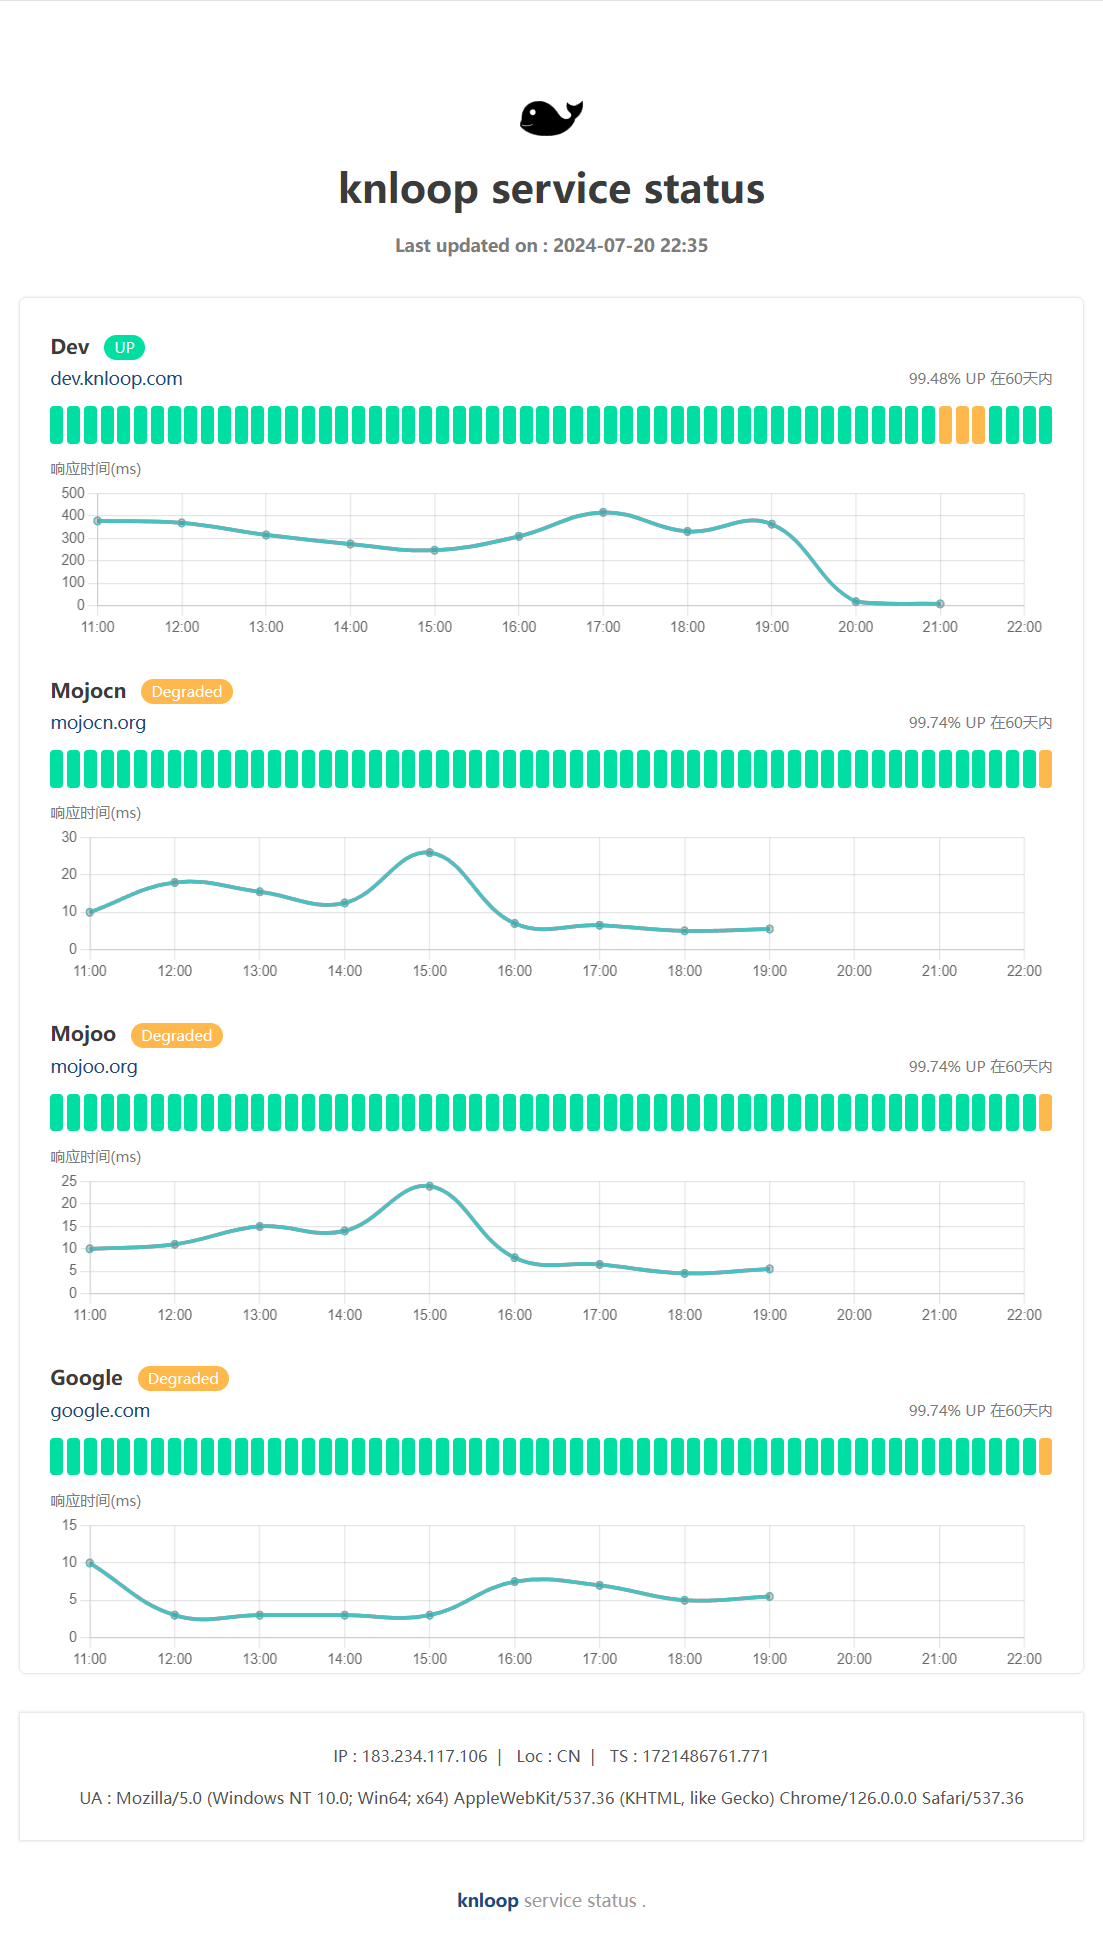 knloop service status
Last updated on : 2024-07-20 22:35
Dev UP
dev.knloop.com 99.48% UP 在60天内
响应时间(ms)
500
400
300
200
100
0
11:00 12:00 13:00 14:00 15:00 16:00 17:00 18:00 19:00 20:00 21:00 22:00
Mojocn Degraded
mojocn.org 99.74% UP 在60天内
响应时间(ms)
30
20
10
0
11:00 12:00 13:00 14:00 15:00 16:00 17:00 18:00 19:00 20:00 21:00 22:00
Mojoo Degraded
mojoo.org 99.74% UP 在60天内
响应时间(ms)
25
20
15
10
5
0
11:00 12:00 13:00 14:00 15:00 16:00 17:00 18:00 19:00 20:00 21:00 22:00
Google Degraded
google.com 99.74% UP 在60天内
响应时间(ms)
15
10
5
0
11:00 12:00 13:00 14:00 15:00 16:00 17:00 18:00 19:00 20:00 21:00 22:00
IP : 183.234.117.106 | Loc : CN | TS : 1721486761.771
UA : Mozilla/5.0 (Windows NT 10.0; Win64; x64) AppleWebKit/537.36 (KHTML, like Gecko) Chrome/126.0.0.0 Safari/537.36
knloop service status .